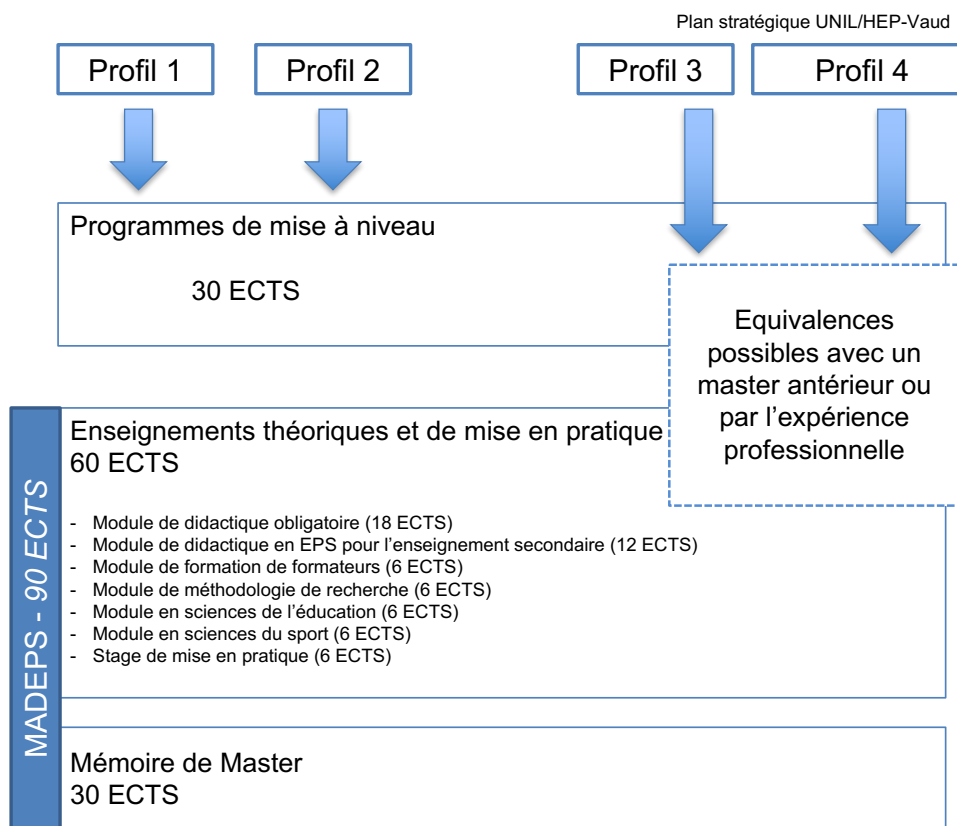 Plan stratégique UNIL/HEP-Vaud
Profil 1
Profil 2
Profil 3
Profil 4
Programmes de mise à niveau
30 ECTS
Equivalences
possibles avec un
master antérieur ou
par l’expérience
professionnelle
MADEPS - 90 ECTS
Enseignements théoriques et de mise en pratique
60 ECTS
- Module de didactique obligatoire (18 ECTS)
- Module de didactique en EPS pour l’enseignement secondaire (12 ECTS)
- Module de formation de formateurs (6 ECTS)
- Module de méthodologie de recherche (6 ECTS)
- Module en sciences de l’éducation (6 ECTS)
- Module en sciences du sport (6 ECTS)
- Stage de mise en pratique (6 ECTS)
Mémoire de Master
30 ECTS